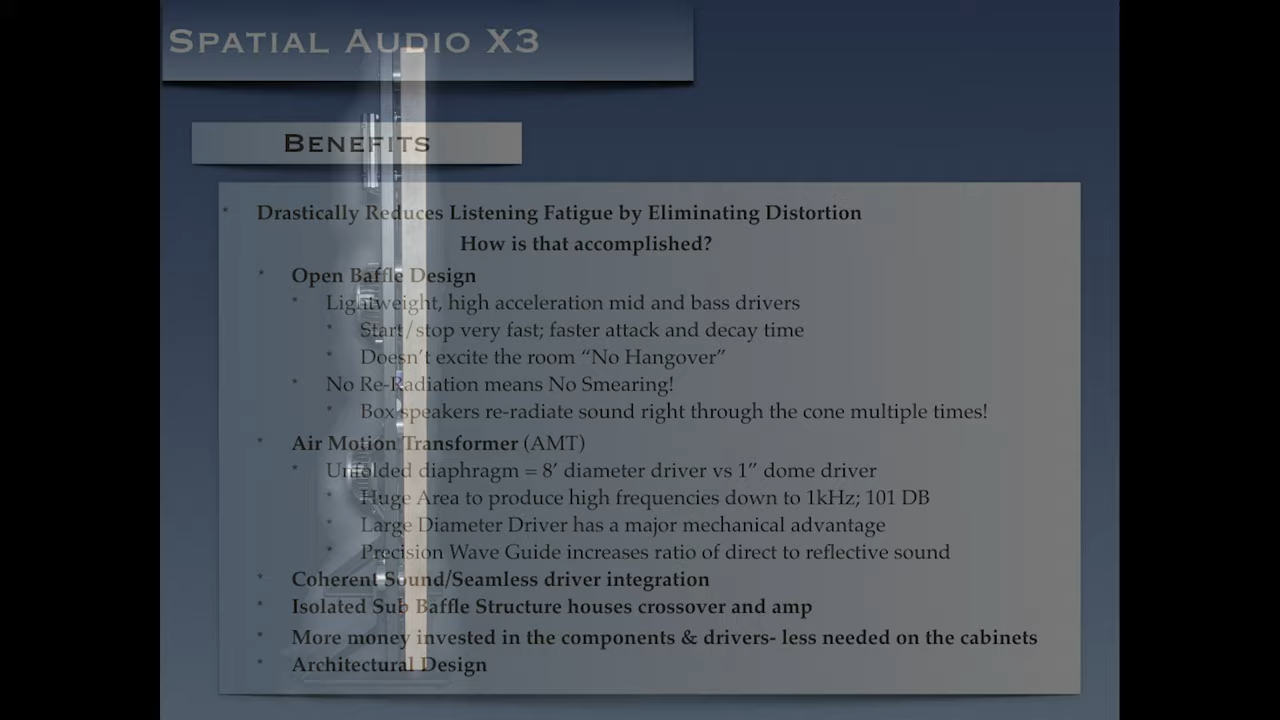 Spatial Audio X3
Benefits
* Drastically Reduces Listening Fatigue by Eliminating Distortion
How is that accomplished?
* Open Baffle Design
* Lightweight, high acceleration mid and bass drivers
* Start/stop very fast; faster attack and decay time
* Doesn't excite the room “No Hangover”
* No Re-Radiation means No Smearing!
* Box speakers re-radiate sound right through the cone multiple times!
* Air Motion Transformer (AMT)
* Unfolded diaphragm = 8′ diameter driver vs 1” dome driver
* Huge Area to produce high frequencies down to 1kHz; 101 DB
* Large Diameter Driver has a major mechanical advantage
* Precision Wave Guide increases ratio of direct to reflective sound
* Coherent Sound/Seamless driver integration
* Isolated Sub Baffle Structure houses crossover and amp
* More money invested in the components & drivers- less needed on the cabinets
* Architectural Design